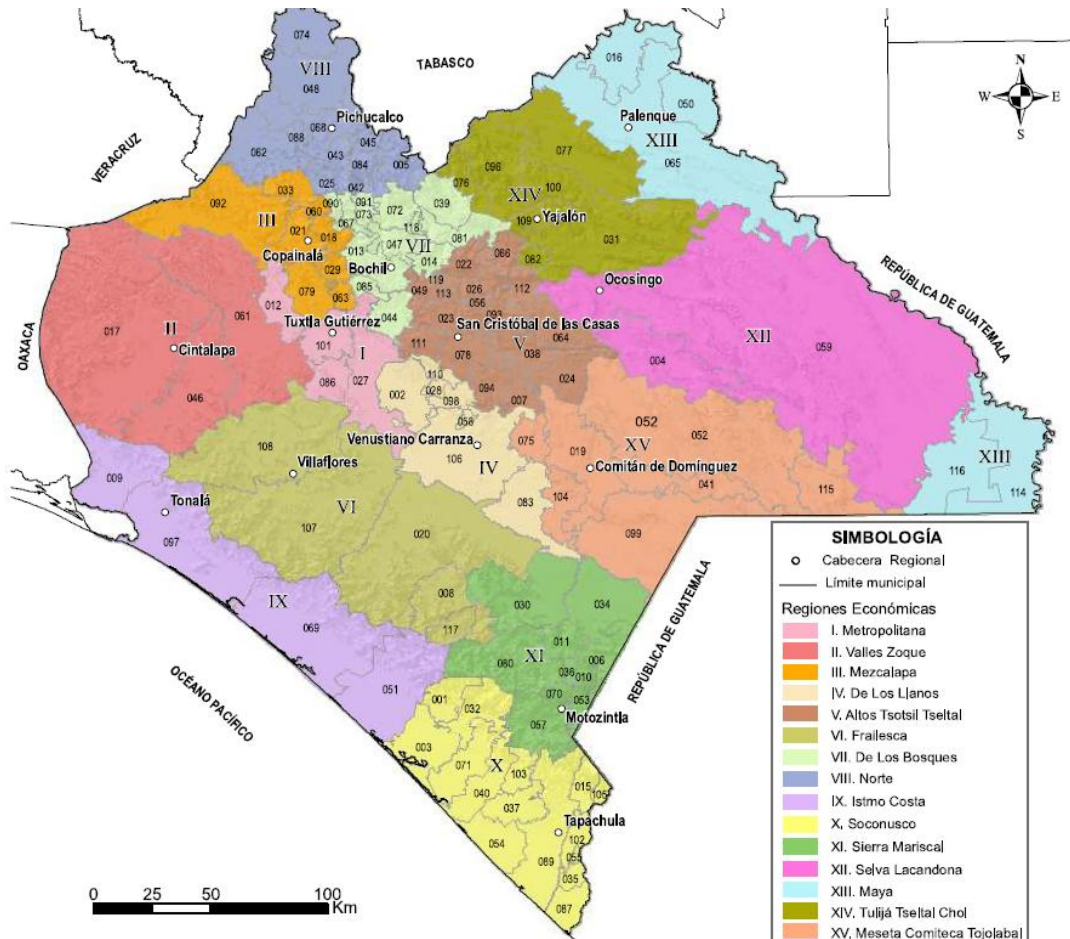 074
TABASCO
016
VIII
048
050
Pichucalco
Palenque
068
XIII
088
045
077
VERACRUZ
043
096
062
084
005
065
025
042
076
100
033
091
039
XIV
092
090
072
060
073
109
Yajalón
III
067
118
021
018
047
VII
081
031
Copainalá
013
014
066
082
REPÚBLICA DE GUATEMALA
Bochil
022
029
119
Ocosingo
079
085
049
113
026
112
012
063
056
OAXACA
017
II
061
044
093
059
Tuxtla Gutiérrez
023
San Cristóbal de las Casas
XII
Cintalapa
101
I
111
078
V
064
004
038
086
027
110
046
002
028
094
024
098
007
058
052
108
Venustiano Carranza
075
XV
052
Villaflores
106
IV
019
Comitán de Domínguez
XIII
009
116
041
115
114
Tonalá
VI
083
104
107
020
099
097
IX
008
030
034
069
117
011
REPÚBLICA DE GUATEMALA
XI
006
080
036
010
OCÉANO PACÍFICO
051
070
053
001
032
057
Motozintla
003
X
071
103
015
105
040
037
Tapachula
054
102
089
055
035
087
N
W E
S
0 25 50 100
Km
SIMBOLOGÍA
Cabecera Regional
Límite municipal
Regiones Económicas
I. Metropolitana
II. Valles Zoque
III. Mezcalapa
IV. De Los Llanos
V. Altos Tsotsil Tseltal
VI. Frailesca
VII. De Los Bosques
VIII. Norte
IX. Istmo Costa
X. Soconusco
XI. Sierra Mariscal
XII. Selva Lacandona
XIII. Maya
XIV. Tulijá Tseltal Chol
XV. Meseta Comiteca Tojolabal